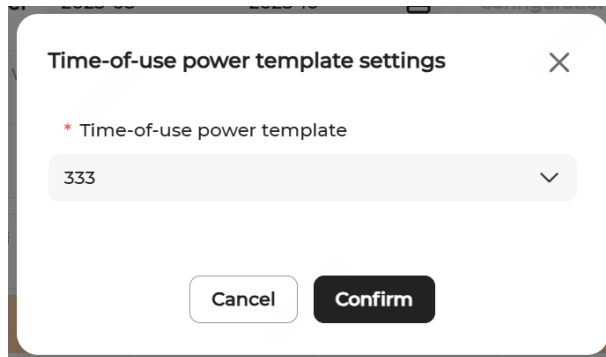 Time-of-use power template settings
* Time-of-use power template
333
Cancel
Confirm